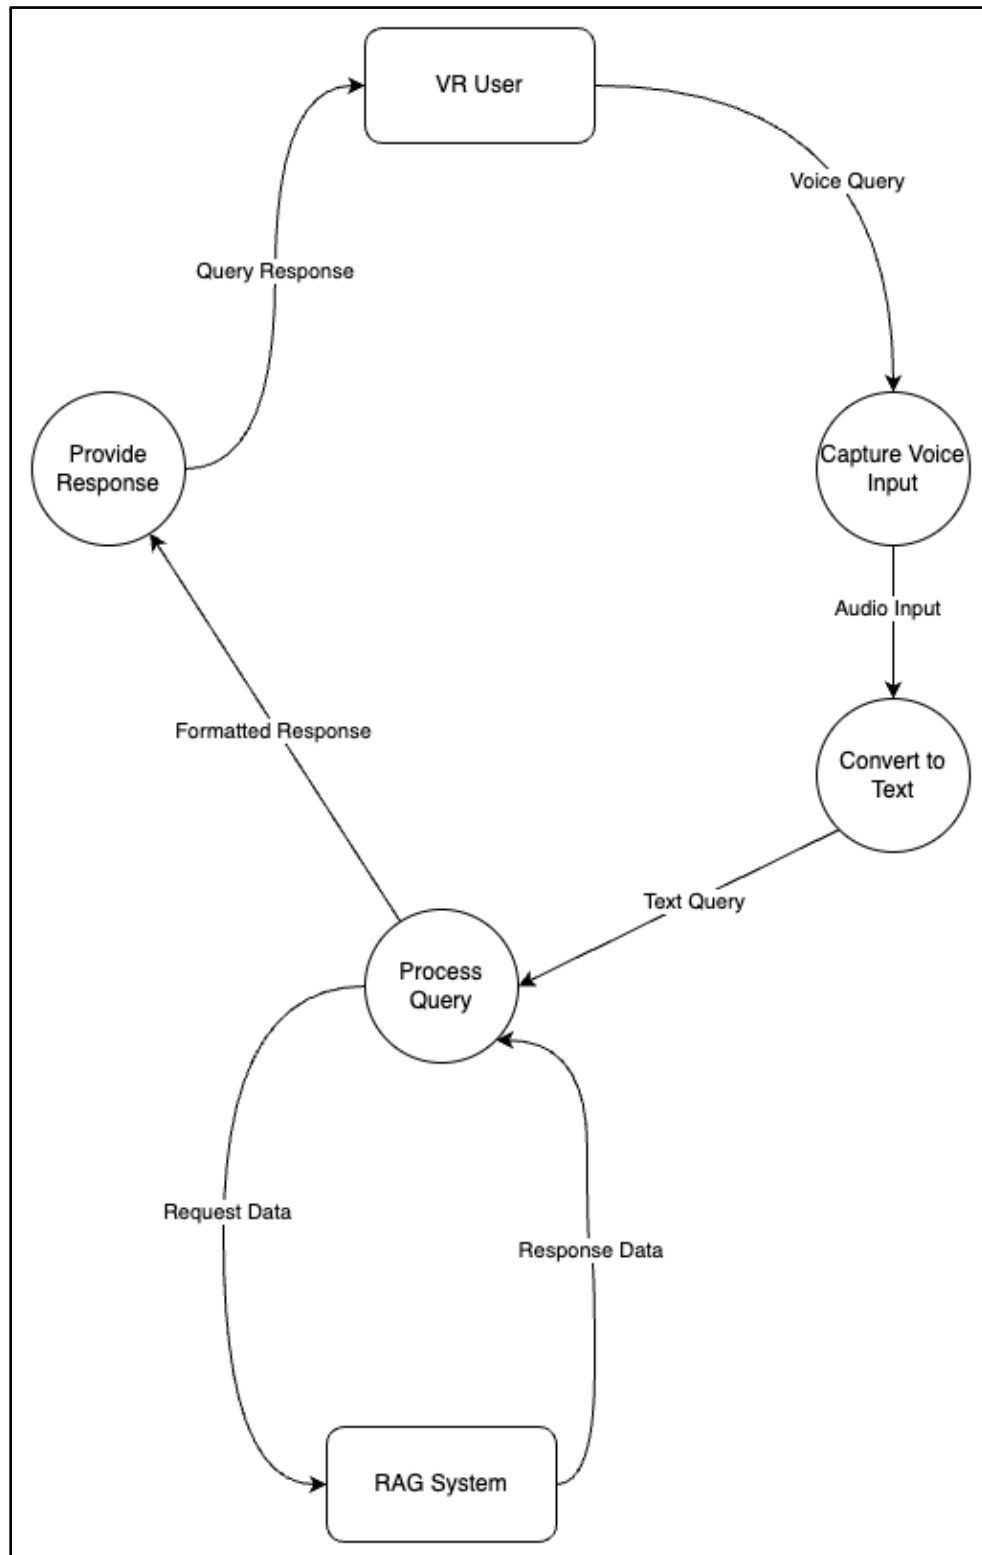 VR User
Voice Query
Query Response
Provide
Response
Capture Voice
Input
Audio Input
Formatted Response
Convert to
Text
Text Query
Process
Query
Request Data
Response Data
RAG System